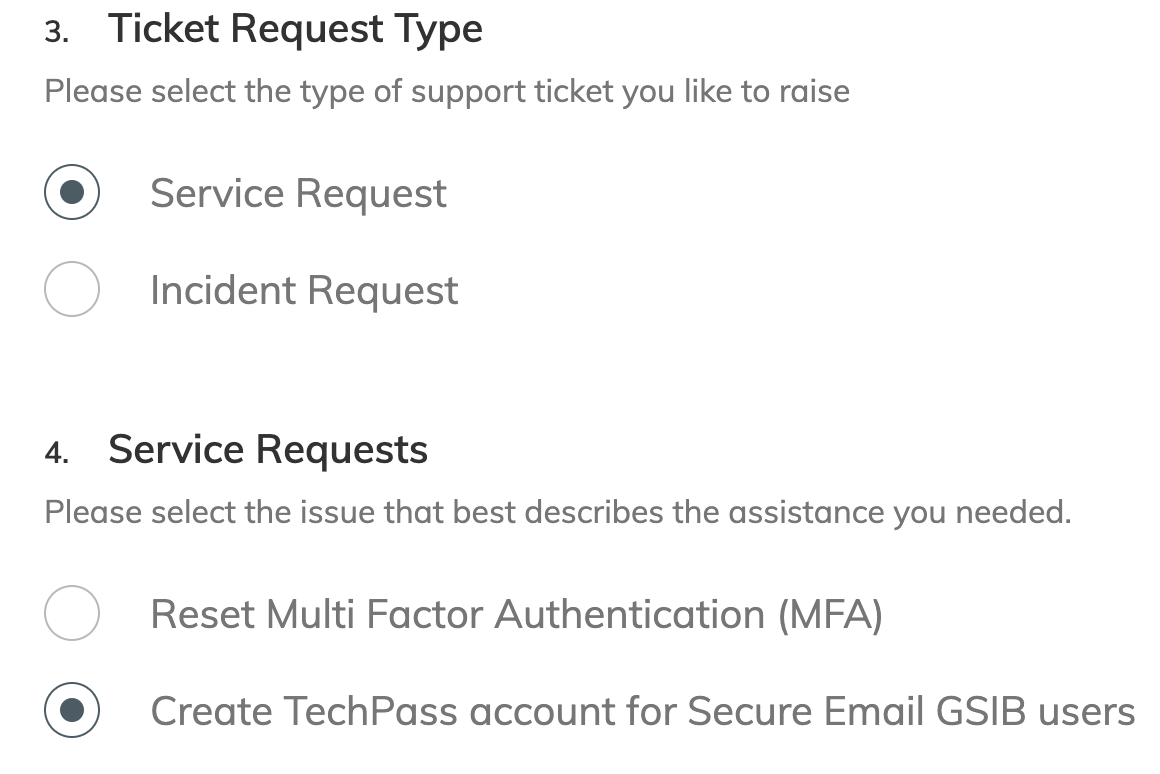 3. Ticket Request Type
Please select the type of support ticket you like to raise
Service Request
Incident Request
4. Service Requests
Please select the issue that best describes the assistance you needed.
Reset Multi Factor Authentication (MFA)
Create TechPass account for Secure Email GSIB users